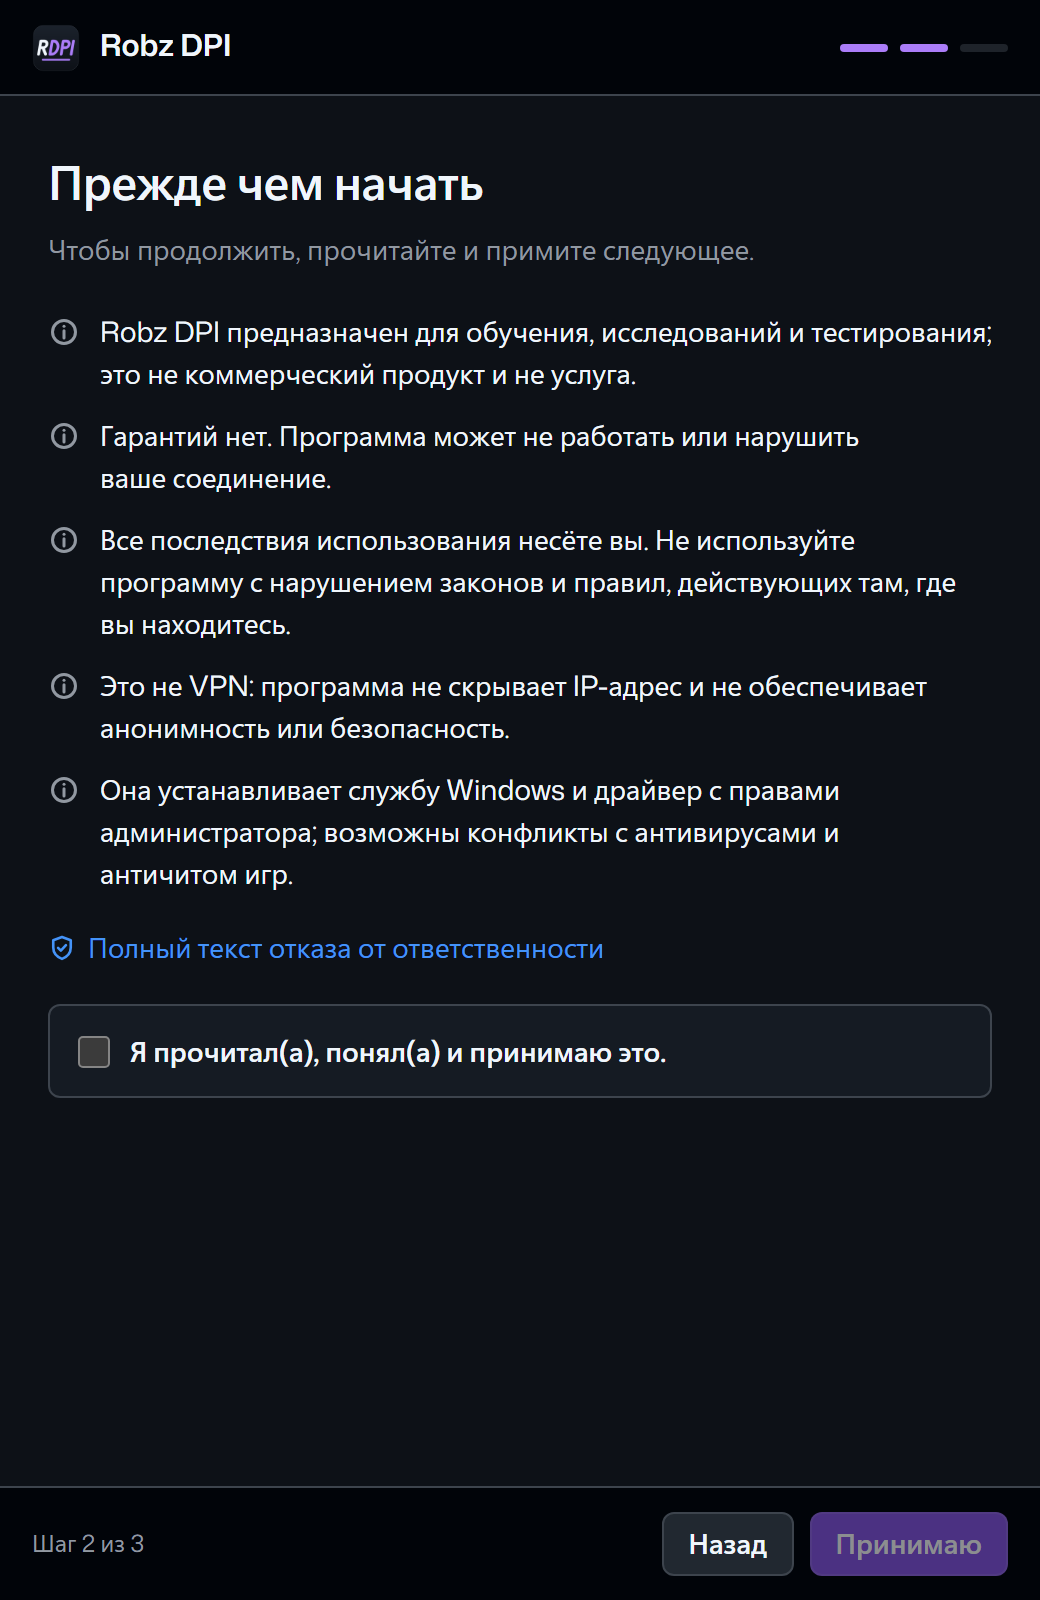 RDPI
Robz DPI
Прежде чем начать
Чтобы продолжить, прочитайте и примите следующее.
Robz DPI предназначен для обучения, исследований и тестирования;
это не коммерческий продукт и не услуга.
Гарантий нет. Программа может не работать или нарушить
ваше соединение.
Все последствия использования несёте вы. Не используйте
программу с нарушением законов и правил, действующих там, где
вы находитесь.
Это не VPN: программа не скрывает IP-адрес и не обеспечивает
анонимность или безопасность.
Она устанавливает службу Windows и драйвер с правами
администратора; возможны конфликты с антивирусами и
античитом игр.
Полный текст отказа от ответственности
Я прочитал(а), понял(а) и принимаю это.
Шаг 2 из 3
Назад
Принимаю